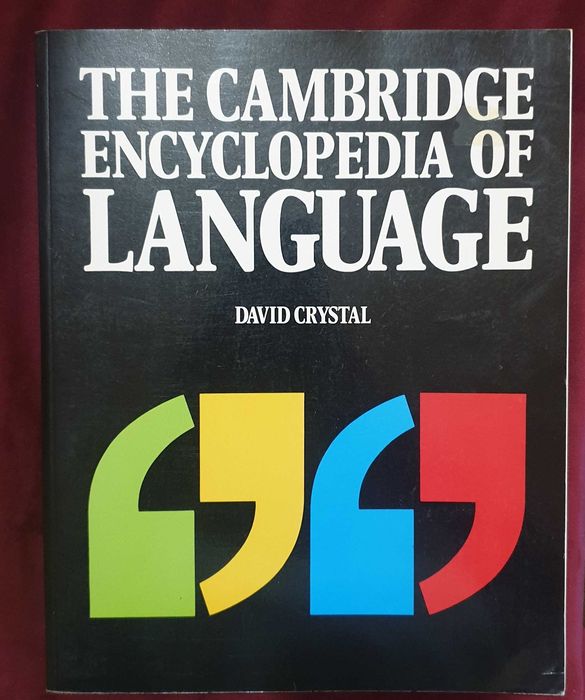 THE CAMBRIDGE
ENCYCLOPEDIA OF
LANGUAGE
DAVID CRYSTAL